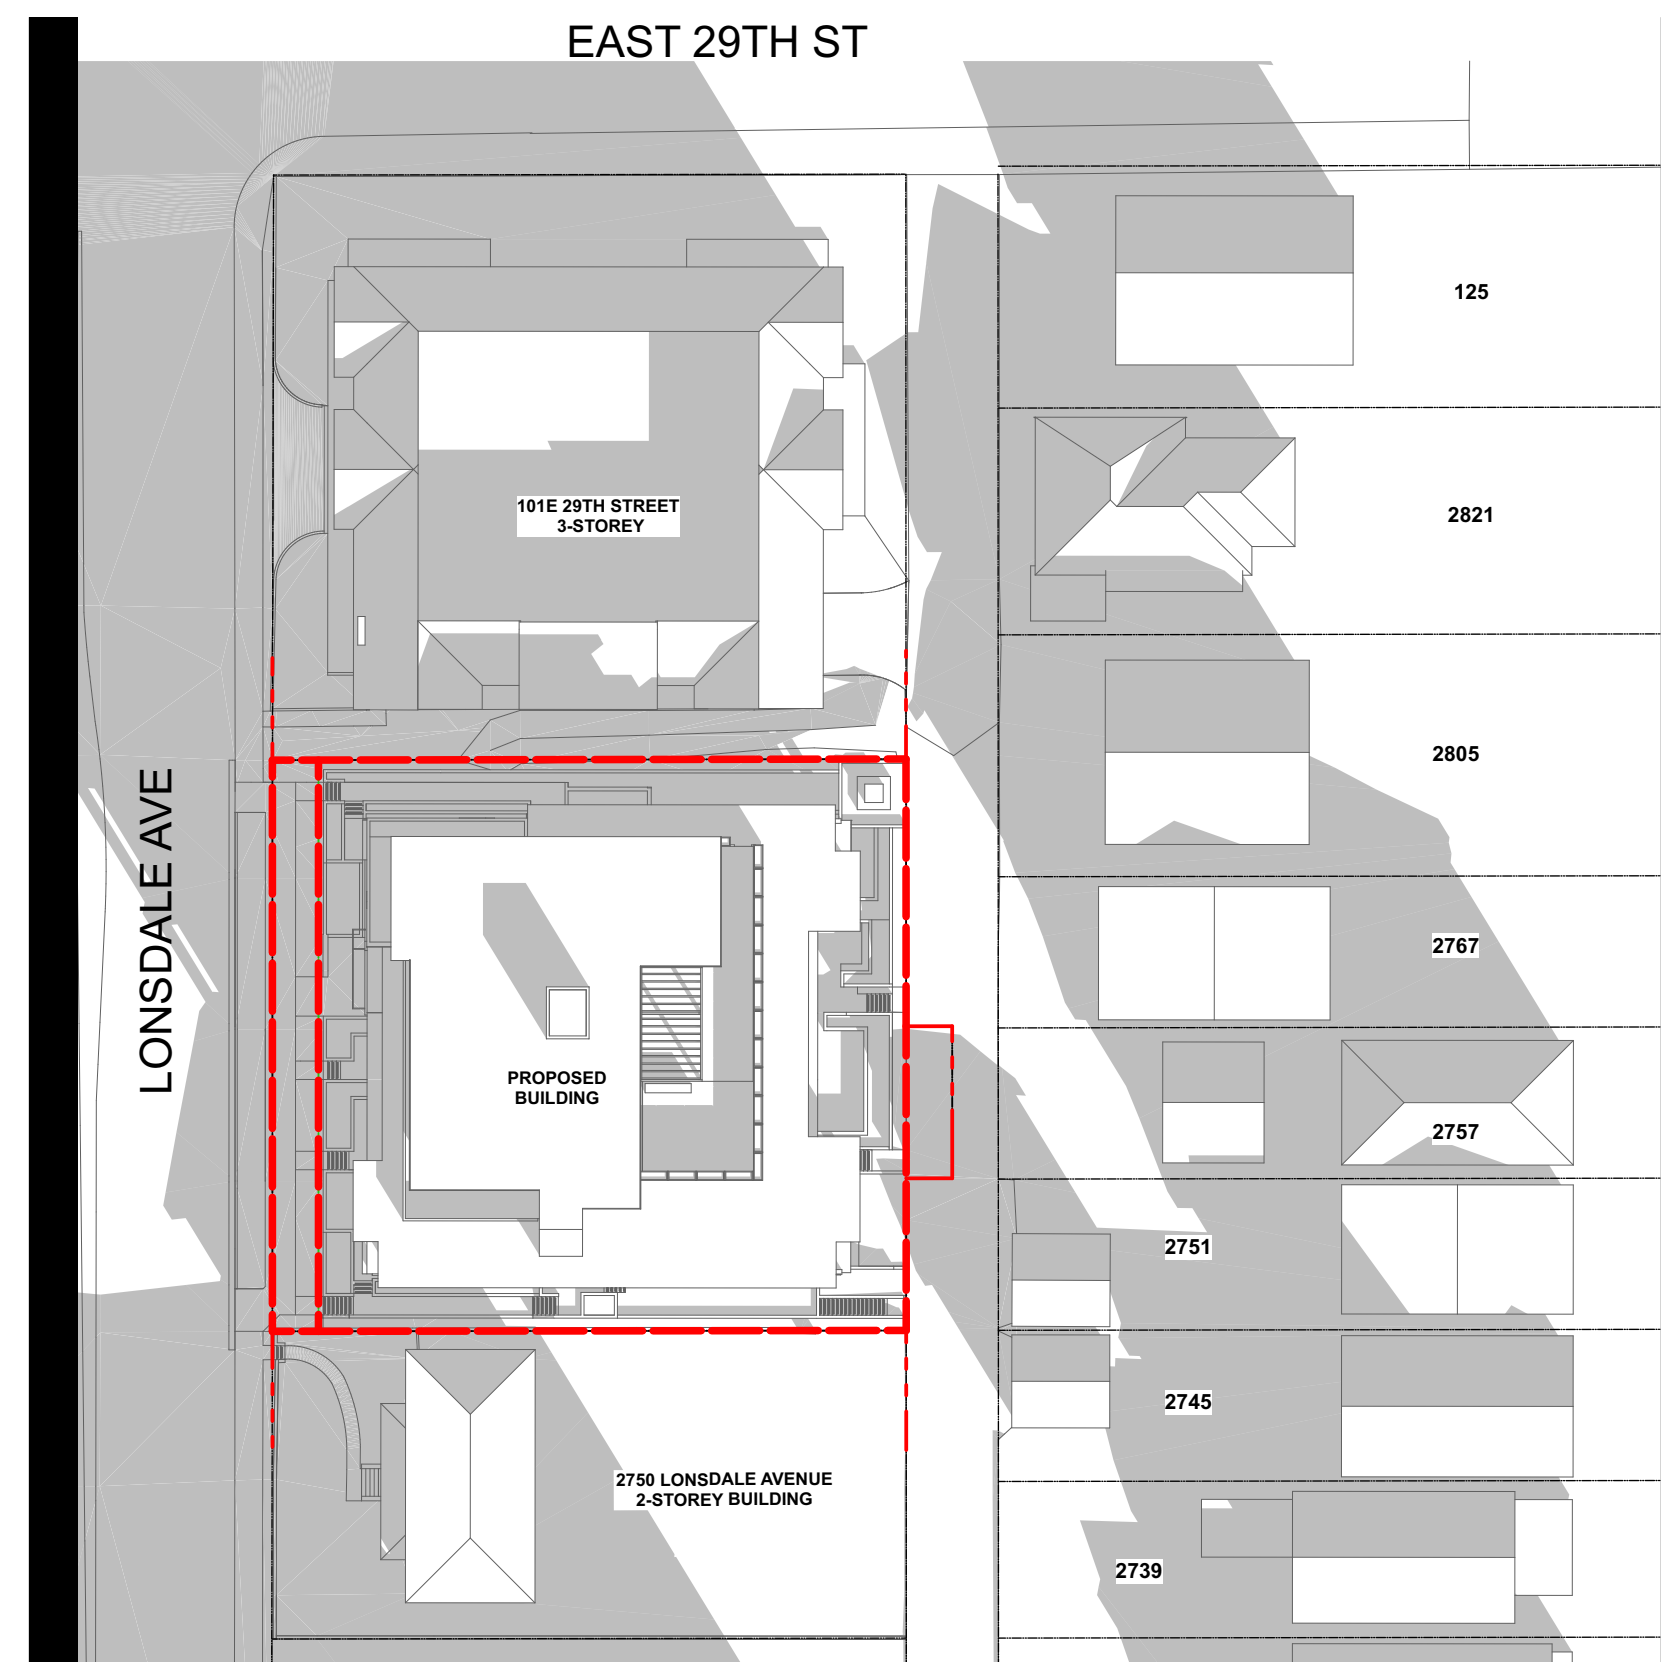 EAST 29TH ST
125
101E 29TH STREET
3-STOREY
2821
2805
LONSDALE AVE
2767
PROPOSED
BUILDING
2757
2751
2745
2750 LONSDALE AVENUE
2-STOREY BUILDING
2739